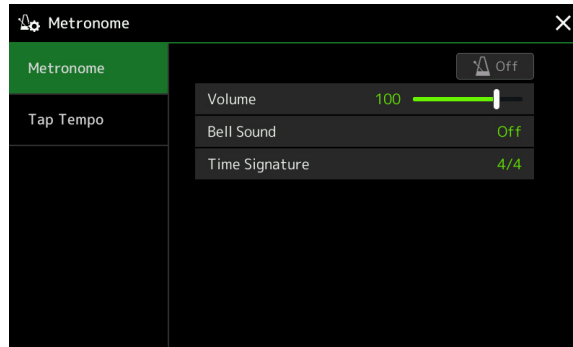 Metronome
Metronome
Off
Volume 100
Tap Tempo
Bell Sound Off
Time Signature 4/4